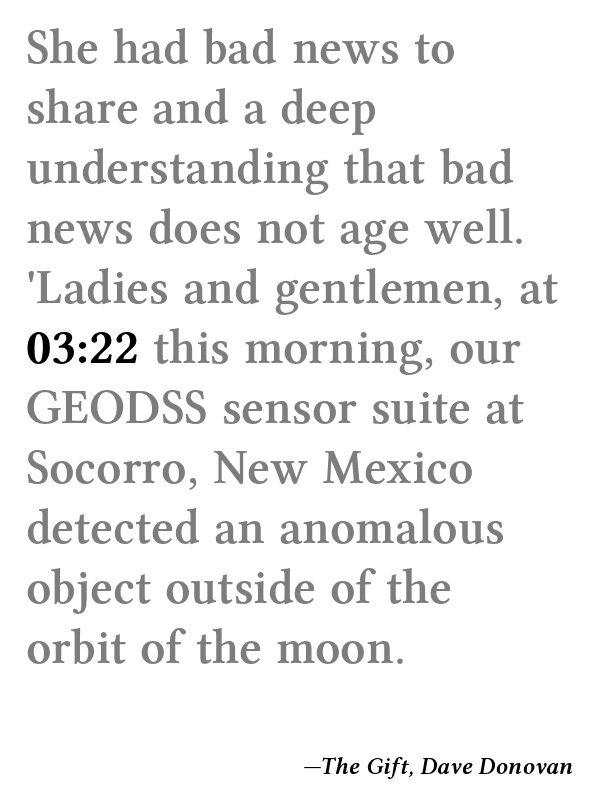 She had bad news to
share and a deep
understanding that bad
news does not age well.
'Ladies and gentlemen, at
03:22 this morning, our
GEODSS sensor suite at
Socorro, New Mexico
detected an anomalous
object outside of the
orbit of the moon.
—The Gift, Dave Donovan